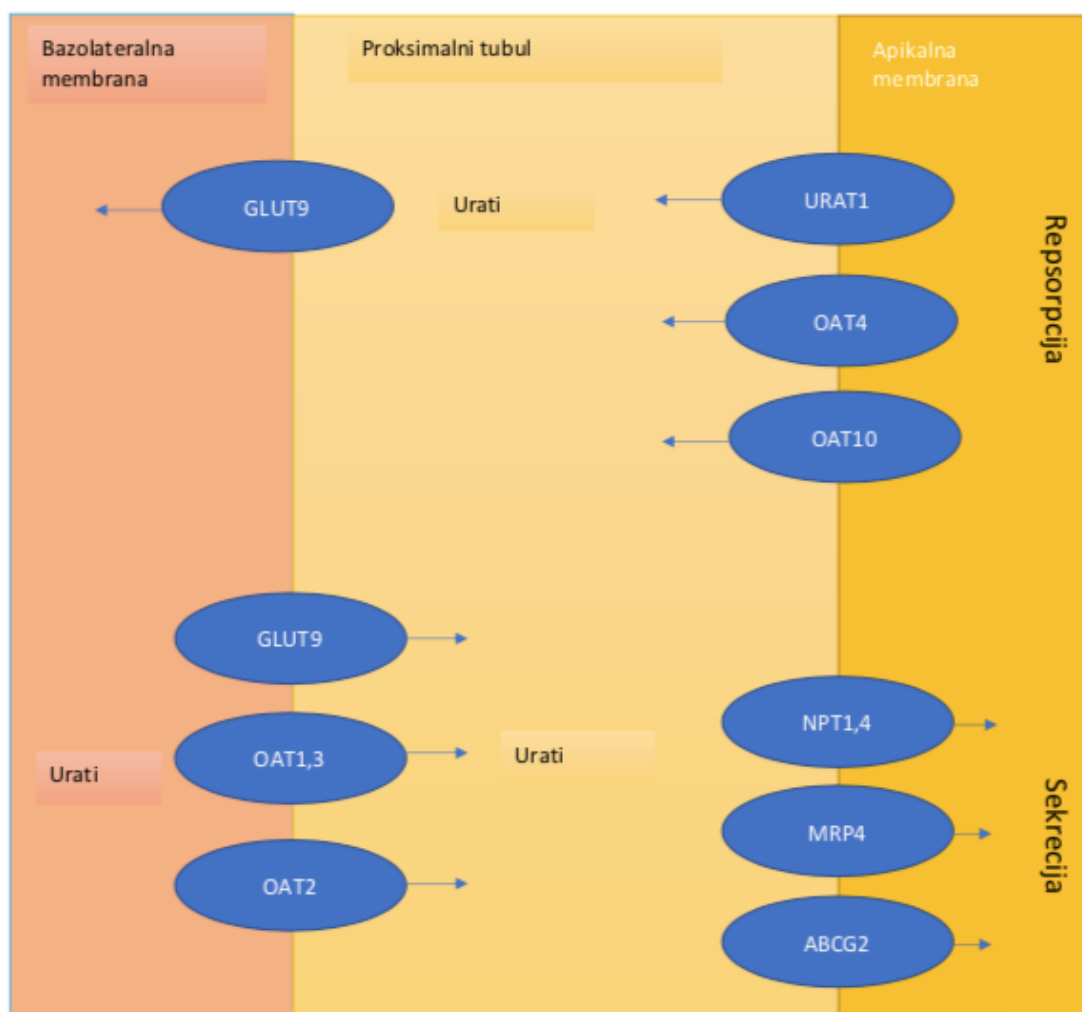 Bazolateralna
membrana
Proksimalni tubul
Apikalna
membrana
GLUT9
Urati
URAT1
OAT4
OAT10
Repsorpcija
GLUT9
OAT1,3
OAT2
Urati
Urati
NPT1,4
MRP4
ABCG2
Sekrecija